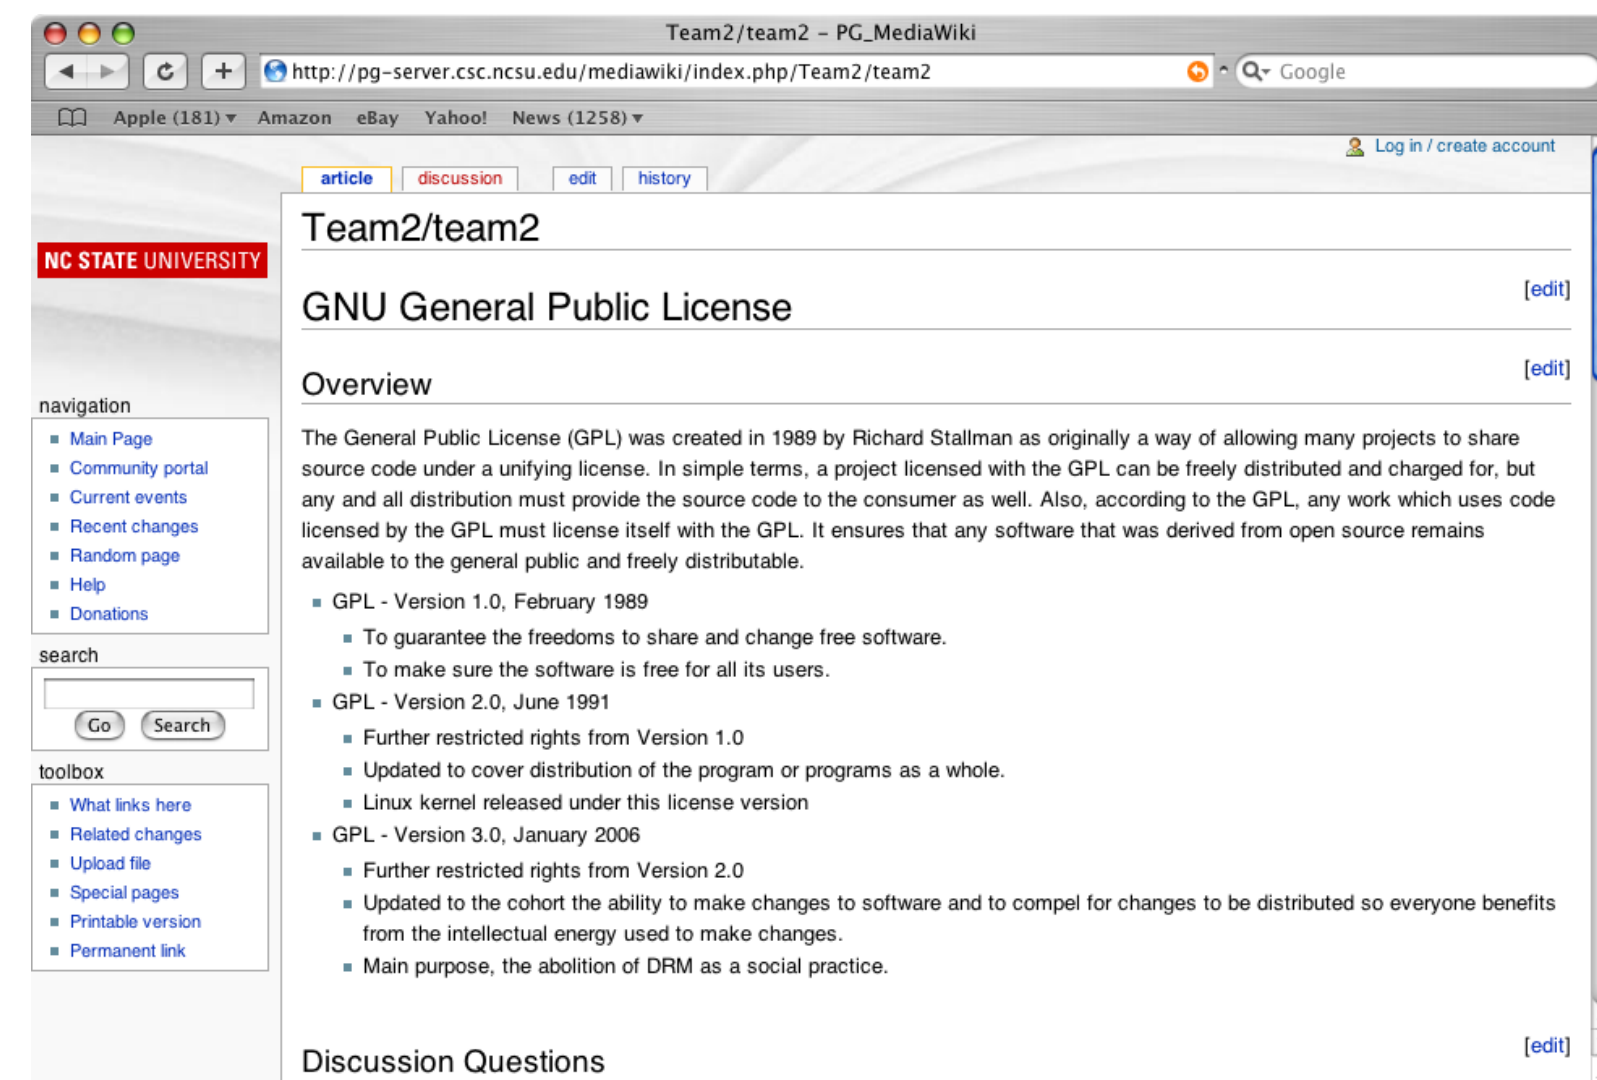 Team2/team2 – PG_MediaWiki
http://pg-server.csc.ncsu.edu/mediawiki/index.php/Team2/team2
Google
Apple (181) Amazon eBay Yahoo! News (1258)
Log in / create account
article discussion edit history
Team2/team2
NC STATE UNIVERSITY
GNU General Public License [edit]
Overview [edit]
The General Public License (GPL) was created in 1989 by Richard Stallman as originally a way of allowing many projects to share
source code under a unifying license. In simple terms, a project licensed with the GPL can be freely distributed and charged for, but
any and all distribution must provide the source code to the consumer as well. Also, according to the GPL, any work which uses code
licensed by the GPL must license itself with the GPL. It ensures that any software that was derived from open source remains
available to the general public and freely distributable.
GPL - Version 1.0, February 1989
To guarantee the freedoms to share and change free software.
To make sure the software is free for all its users.
GPL - Version 2.0, June 1991
Further restricted rights from Version 1.0
Updated to cover distribution of the program or programs as a whole.
Linux kernel released under this license version
GPL - Version 3.0, January 2006
Further restricted rights from Version 2.0
Updated to the cohort the ability to make changes to software and to compel for changes to be distributed so everyone benefits
from the intellectual energy used to make changes.
Main purpose, the abolition of DRM as a social practice.
Discussion Questions [edit]
navigation
Main Page
Community portal
Current events
Recent changes
Random page
Help
Donations
search
Go Search
toolbox
What links here
Related changes
Upload file
Special pages
Printable version
Permanent link